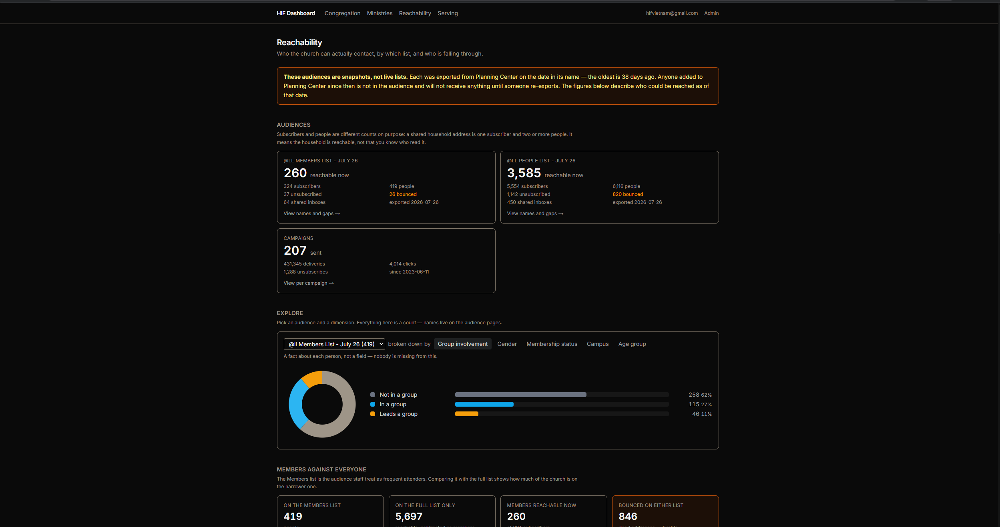 HIF Dashboard Congregation Ministries Reachability Serving hifvietnam@gmail.com Admin
Reachability
Who the church can actually contact, by which list, and who is falling through.
These audiences are snapshots, not live lists. Each was exported from Planning Center on the date in its name — the oldest is 38 days ago. Anyone added to
Planning Center since then is not in the audience and will not receive anything until someone re-exports. The figures below describe who could be reached as of
that date.
AUDIENCES
Subscribers and people are different counts on purpose: a shared household address is one subscriber and two or more people. It
means the household is reachable, not that you know who read it.
@LL MEMBERS LIST - JULY 26
260 reachable now
324 subscribers 419 people
37 unsubscribed 26 bounced
64 shared inboxes exported 2026-07-26
View names and gaps →
@LL PEOPLE LIST - JULY 26
3,585 reachable now
5,554 subscribers 6,116 people
1,142 unsubscribed 820 bounced
450 shared inboxes exported 2026-07-26
View names and gaps →
CAMPAIGNS
207 sent
431,345 deliveries 4,014 clicks
1,288 unsubscribes since 2023-06-11
View per campaign →
EXPLORE
Pick an audience and a dimension. Everything here is a count — names live on the audience pages.
@ll Members List - July 26 (419) broken down by Group involvement Gender Membership status Campus Age group
A fact about each person, not a field — nobody is missing from this.
Not in a group 258 62%
In a group 115 27%
Leads a group 46 11%
MEMBERS AGAINST EVERYONE
The Members list is the audience staff treat as frequent attenders. Comparing it with the full list shows how much of the church is on
the narrower one.
ON THE MEMBERS LIST
419
ON THE FULL LIST ONLY
5,697
MEMBERS REACHABLE NOW
260
BOUNCED ON EITHER LIST
846